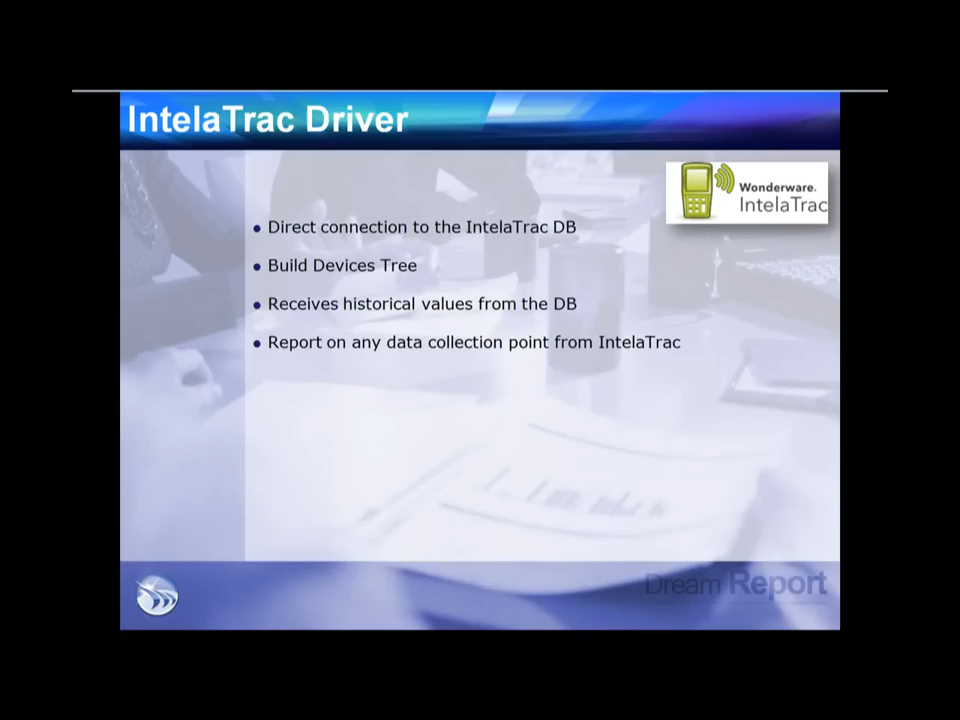 IntelaTrac Driver
Wonderware.
IntelaTrac
• Direct connection to the IntelaTrac DB
• Build Devices Tree
• Receives historical values from the DB
• Report on any data collection point from IntelaTrac
Dream Report